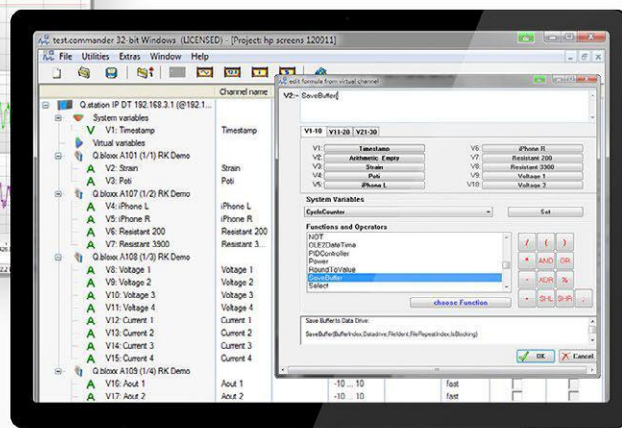 test.commander 32-bit Windows (LICENSED) - [Project: hp screens 120911]
File Utilities Extras Window Help
Channel name
Q.station IP DT 192.168.3.1 (@192.1...
System variables
V V1: Timestamp Timestamp
Virtual variables
Q.bloxx A101 (1/1) RK Demo
A V2: Strain Strain
A V3: Poti Poti
Q.bloxx A107 (1/2) RK Demo
A V4: iPhone L iPhone L
A V5: iPhone R iPhone R
A V6: Resistant 200 Resistant 200
A V7: Resistant 3900 Resistant 3...
Q.bloxx A108 (1/3) RK Demo
A V8: Voltage 1 Voltage 1
A V9: Voltage 2 Voltage 2
A V10: Voltage 3 Voltage 3
A V11: Voltage 4 Voltage 4
A V12: Current 1 Current 1
A V13: Current 2 Current 2
A V14: Current 3 Current 3
A V15: Current 4 Current 4
Q.bloxx A109 (1/4) RK Demo
A V16: Aout 1 Aout 1 -10 ... 10 fast
A V17: Aout 2 Aout 2 -10 ... 10 fast
edit formula from virtual channel
V2:= SaveBuffer(
V1-10 V11-20 V21-30
V1: Timestamp V6: iPhone R
V2: Arithmetic Empty V7: Resistant 200
V3: Strain V8: Resistant 3900
V4: Poti V9: Voltage 1
V5: iPhone L V10: Voltage 2
System Variables
CycleCounter Set
Functions and Operators
NOT
OLE2DateTime
PIDController
Power
RoundToValue
SaveBuffer
Select
/ ( )
* AND OR
- XOR %
SHL SHR
choose Function
Save Buffer to Data Drive:
SaveBuffer(BufferIndex,Datadrive,FileIdent,FileRepeatIndex,IsBlocking)
OK Cancel